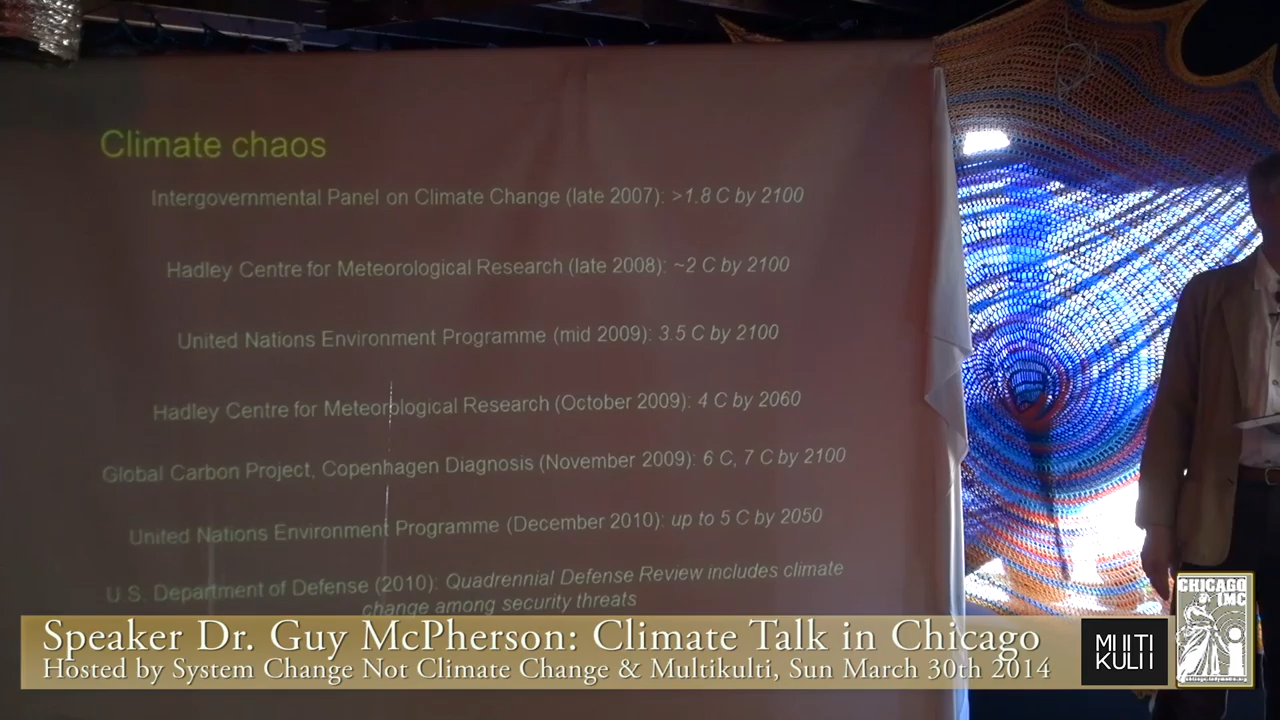 Climate chaos
Intergovernmental Panel on Climate Change (late 2007): >1.8 C by 2100
Hadley Centre for Meteorological Research (late 2008): ~2 C by 2100
United Nations Environment Programme (mid 2009): 3.5 C by 2100
Hadley Centre for Meteorological Research (October 2009): 4 C by 2060
Global Carbon Project, Copenhagen Diagnosis (November 2009): 6 C, 7 C by 2100
United Nations Environment Programme (December 2010): up to 5 C by 2050
U.S. Department of Defense (2010): Quadrennial Defense Review includes climate
change among security threats
Speaker Dr. Guy McPherson: Climate Talk in Chicago
Hosted by System Change Not Climate Change & Multikulti, Sun March 30th 2014
MULTI
KULTI
CHICAGO
IMC
i